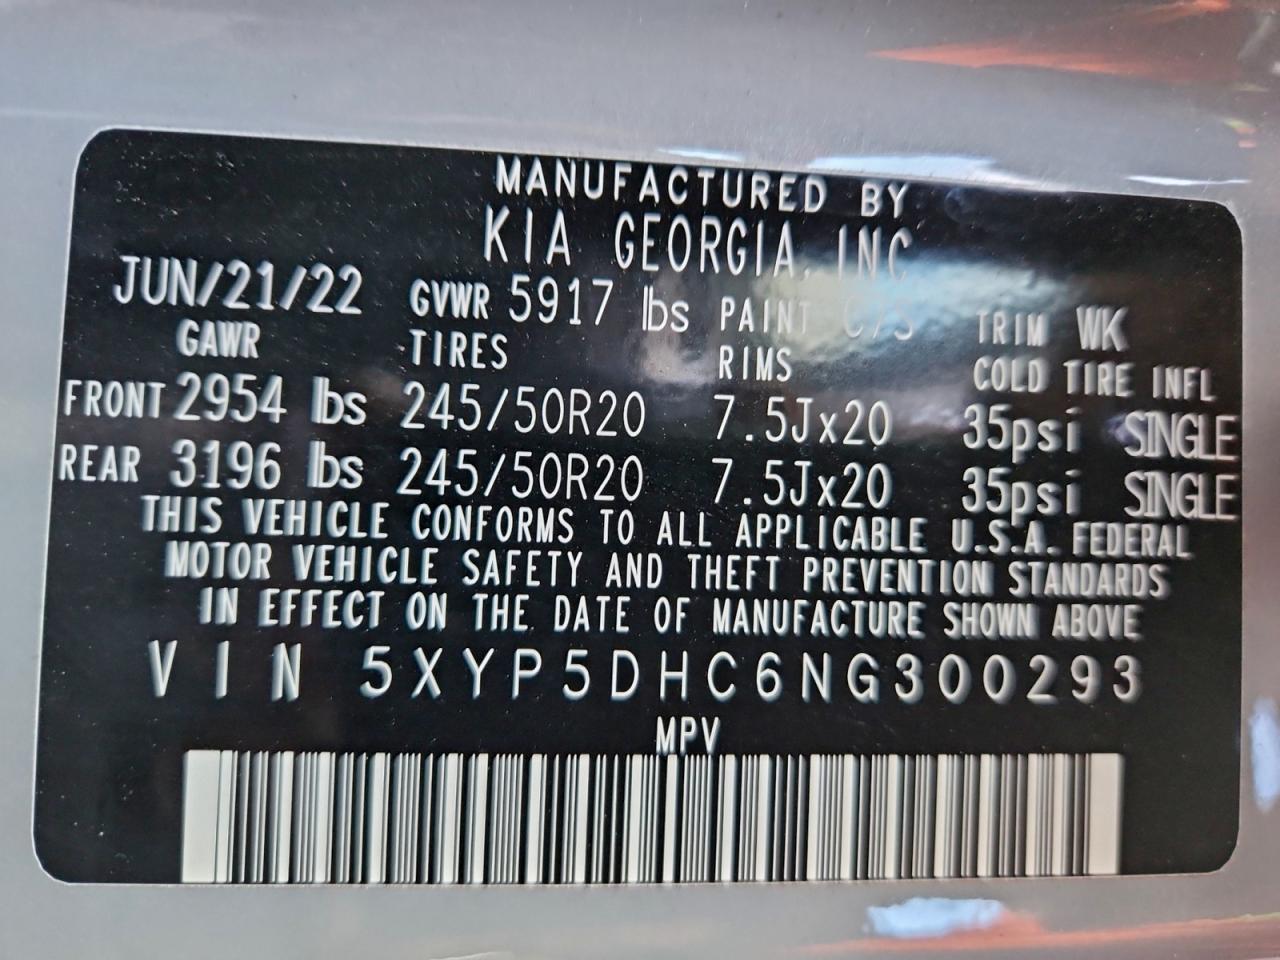 MANUFACTURED BY
KIA GEORGIA, INC
JUN/21/22 GVWR 5917 lbs PAINT C7S TRIM WK
GAWR TIRES RIMS COLD TIRE INFL
FRONT 2954 lbs 245/50R20 7.5Jx20 35psi SINGLE
REAR 3196 lbs 245/50R20 7.5Jx20 35psi SINGLE
THIS VEHICLE CONFORMS TO ALL APPLICABLE U.S.A. FEDERAL
MOTOR VEHICLE SAFETY AND THEFT PREVENTION STANDARDS
IN EFFECT ON THE DATE OF MANUFACTURE SHOWN ABOVE
VIN 5XYP5DHC6NG300293
MPV